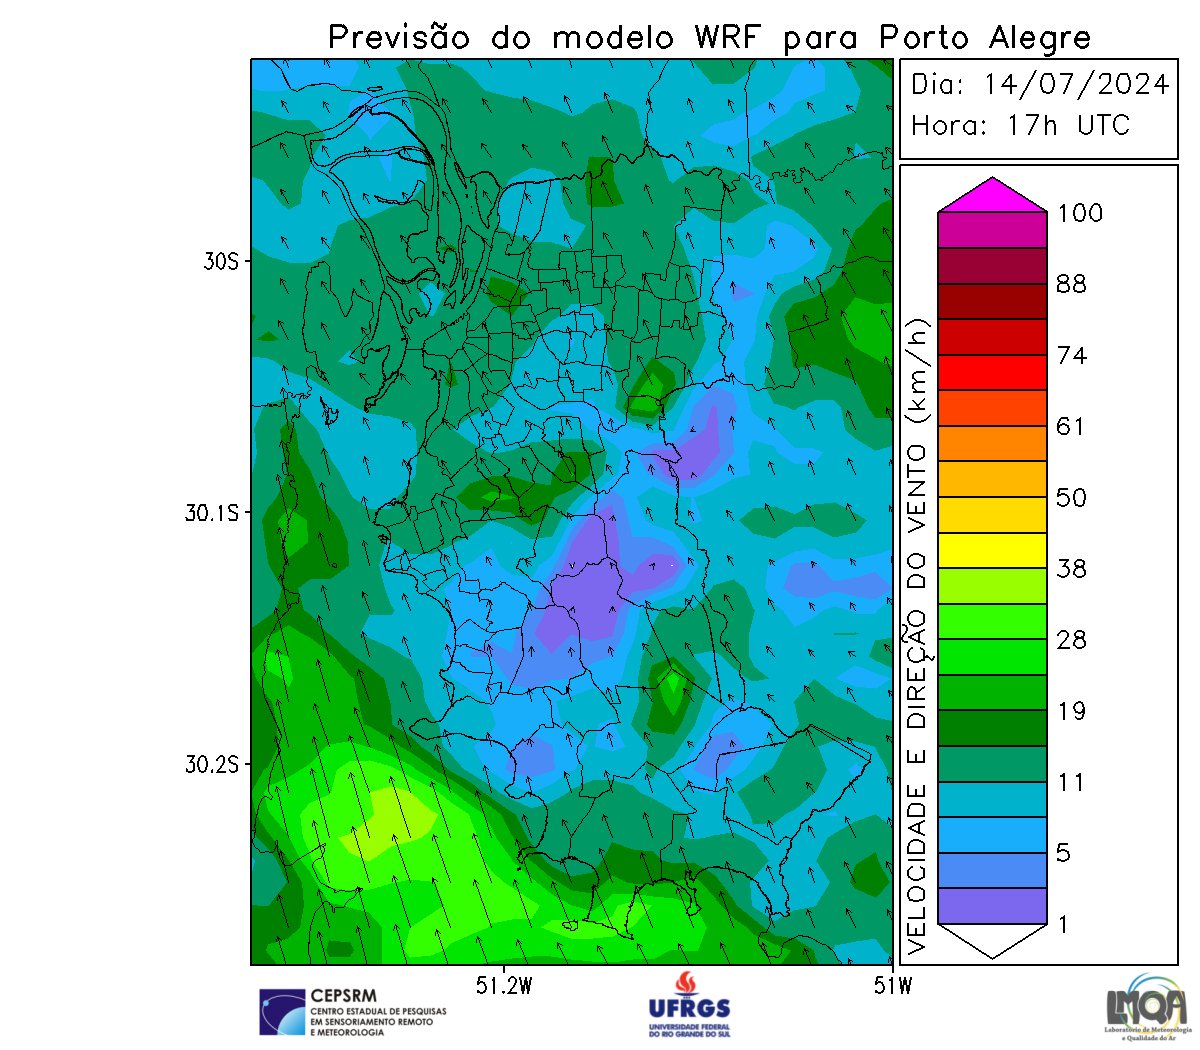 Previsão do modelo WRF para Porto Alegre
Dia: 14/07/2024
Hora: 17h UTC
30S
30.1S
30.2S
51.2W
51W
VELOCIDADE E DIREÇÃO DO VENTO (km/h)
100
88
74
61
50
38
28
19
11
5
1
CEPSRM
CENTRO ESTADUAL DE PESQUISAS
EM SENSORIAMENTO REMOTO
E METEOROLOGIA
UFRGS
UNIVERSIDADE FEDERAL
DO RIO GRANDE DO SUL
LMQA
Laboratório de Meteorologia
e Qualidade do Ar